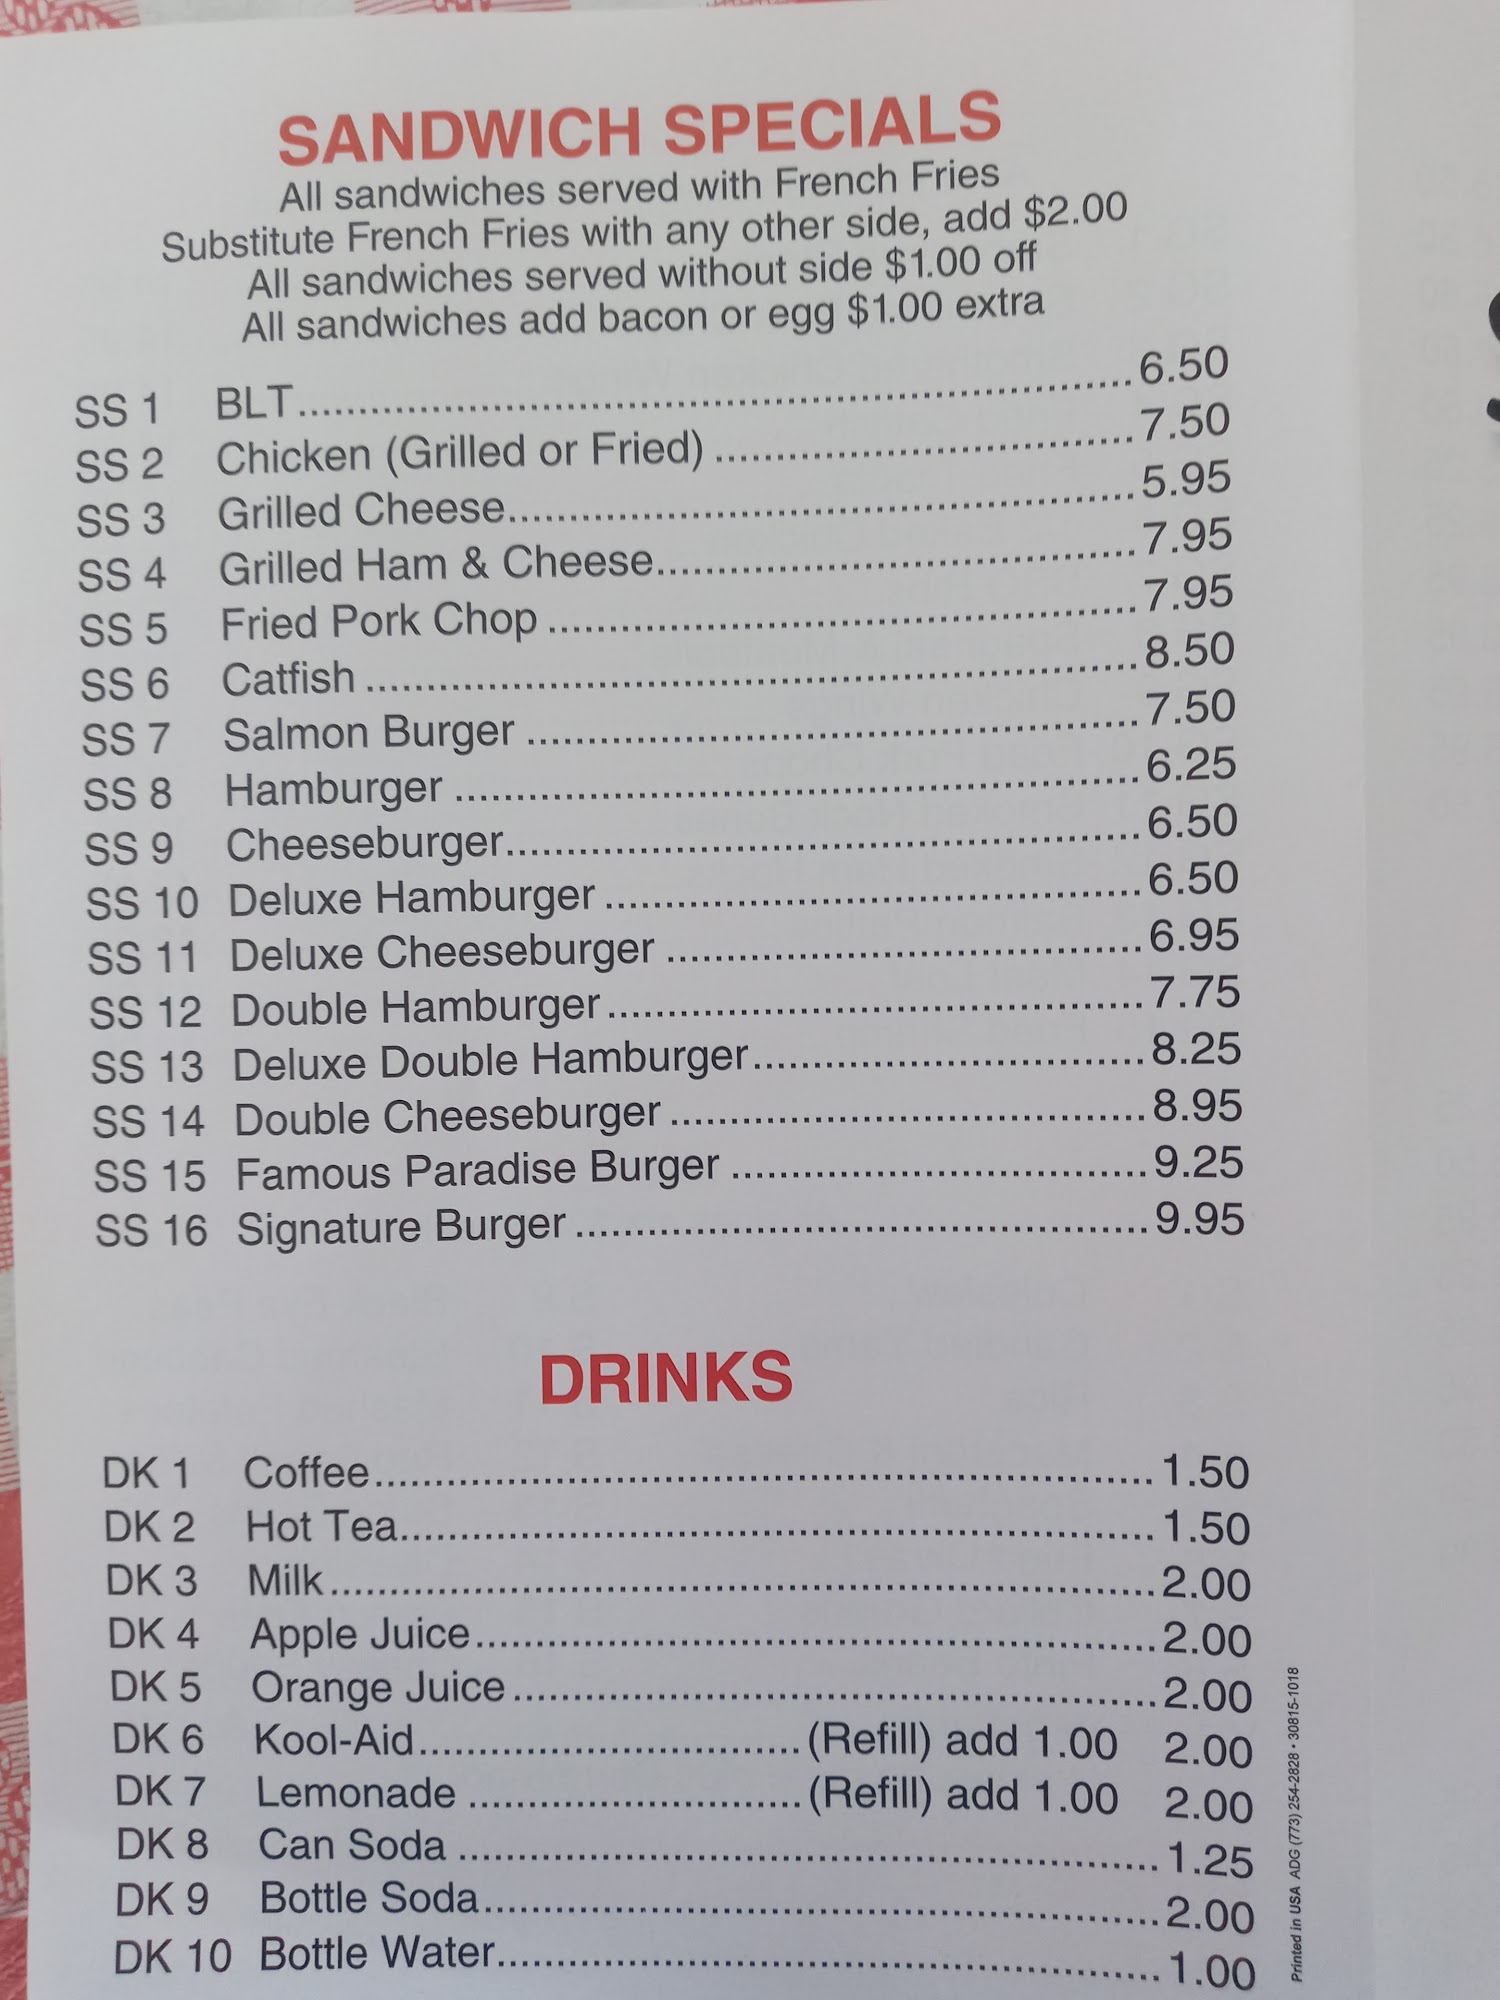 SANDWICH SPECIALS
All sandwiches served with French Fries
Substitute French Fries with any other side, add $2.00
All sandwiches served without side $1.00 off
All sandwiches add bacon or egg $1.00 extra
SS 1 BLT 6.50
SS 2 Chicken (Grilled or Fried) 7.50
SS 3 Grilled Cheese 5.95
SS 4 Grilled Ham & Cheese 7.95
SS 5 Fried Pork Chop 7.95
SS 6 Catfish 8.50
SS 7 Salmon Burger 7.50
SS 8 Hamburger 6.25
SS 9 Cheeseburger 6.50
SS 10 Deluxe Hamburger 6.50
SS 11 Deluxe Cheeseburger 6.95
SS 12 Double Hamburger 7.75
SS 13 Deluxe Double Hamburger 8.25
SS 14 Double Cheeseburger 8.95
SS 15 Famous Paradise Burger 9.25
SS 16 Signature Burger 9.95
DRINKS
DK 1 Coffee 1.50
DK 2 Hot Tea 1.50
DK 3 Milk 2.00
DK 4 Apple Juice 2.00
DK 5 Orange Juice 2.00
DK 6 Kool-Aid (Refill) add 1.00 2.00
DK 7 Lemonade (Refill) add 1.00 2.00
DK 8 Can Soda 1.25
DK 9 Bottle Soda 2.00
DK 10 Bottle Water 1.00
Printed in USA ADG (773) 254-2828 • 30815-1018